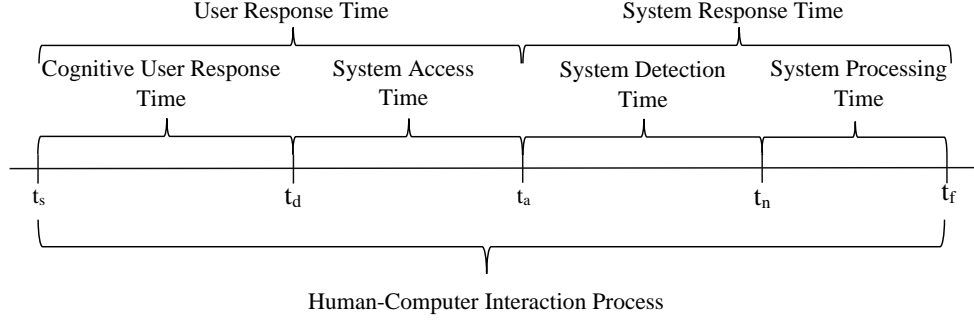 User Response Time
System Response Time
Cognitive User Response
Time
System Access
Time
System Detection
Time
System Processing
Time
ts
td
ta
tn
tf
Human-Computer Interaction Process